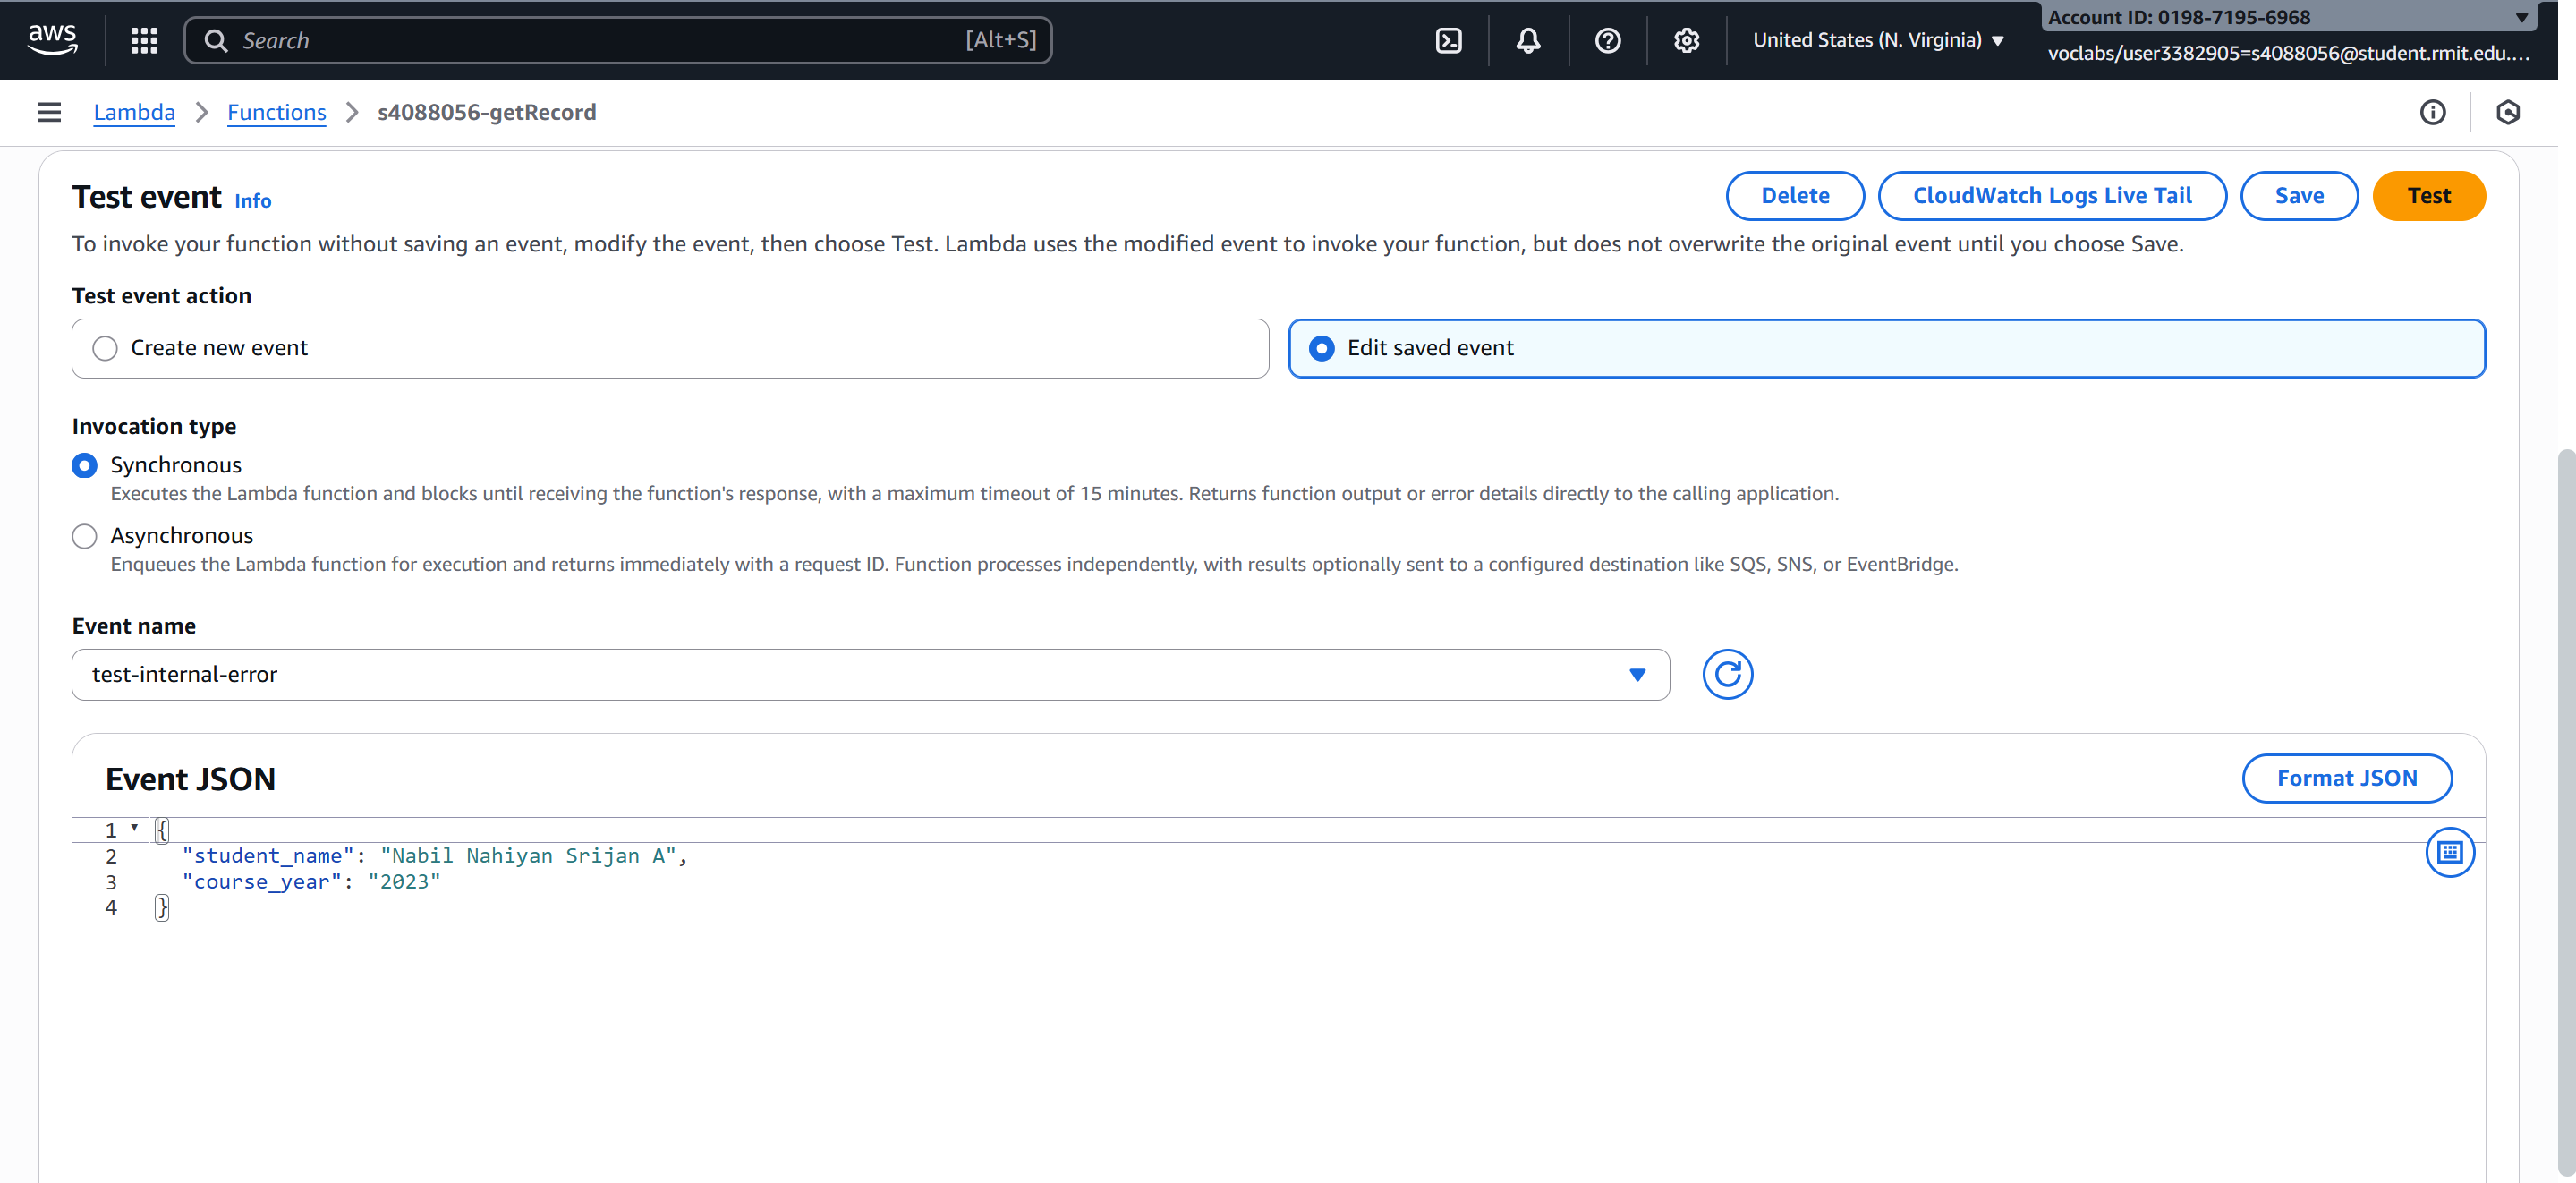 aws
Search
[Alt+S]
United States (N. Virginia)
Account ID: 0198-7195-6968
voclabs/user3382905=s4088056@student.rmit.edu....
Lambda
Functions
s4088056-getRecord
Test event Info
Delete
CloudWatch Logs Live Tail
Save
Test
To invoke your function without saving an event, modify the event, then choose Test. Lambda uses the modified event to invoke your function, but does not overwrite the original event until you choose Save.
Test event action
Create new event
Edit saved event
Invocation type
Synchronous
Executes the Lambda function and blocks until receiving the function's response, with a maximum timeout of 15 minutes. Returns function output or error details directly to the calling application.
Asynchronous
Enqueues the Lambda function for execution and returns immediately with a request ID. Function processes independently, with results optionally sent to a configured destination like SQS, SNS, or EventBridge.
Event name
test-internal-error
Event JSON
Format JSON
1 {
2 "student_name": "Nabil Nahiyan Srijan A",
3 "course_year": "2023"
4 }